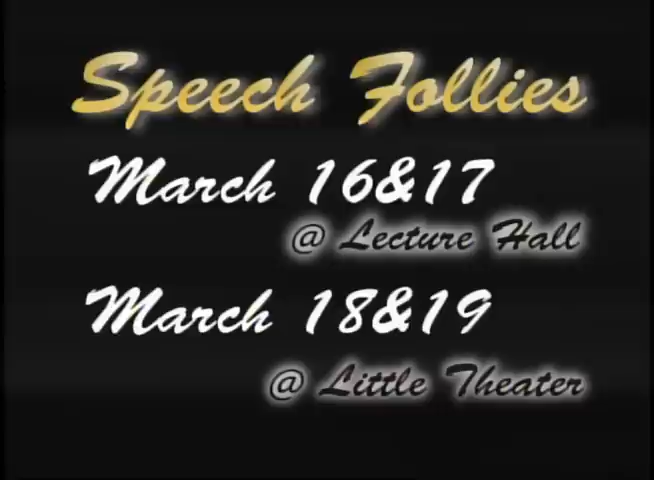 Speech Follies
March 16&17
@ Lecture Hall
March 18&19
@ Little Theater